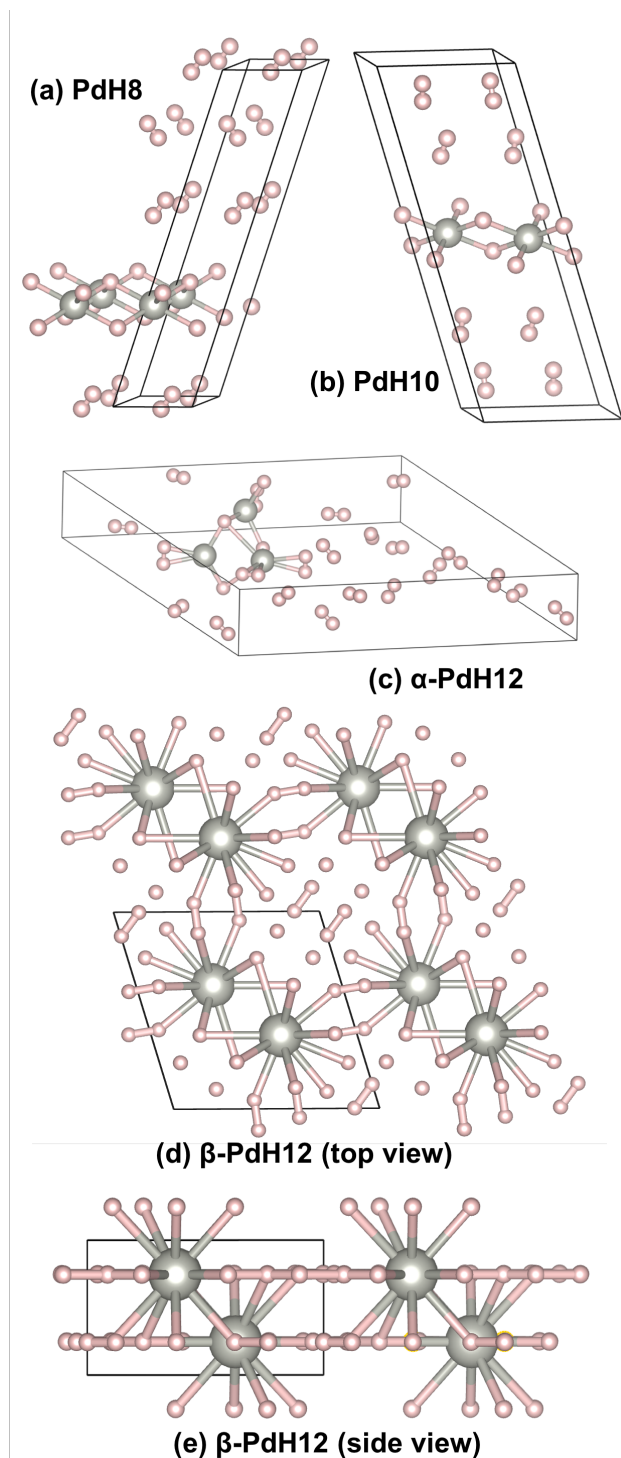 (a) PdH8
(b) PdH10
(c) α-PdH12
(d) β-PdH12 (top view)
(e) β-PdH12 (side view)